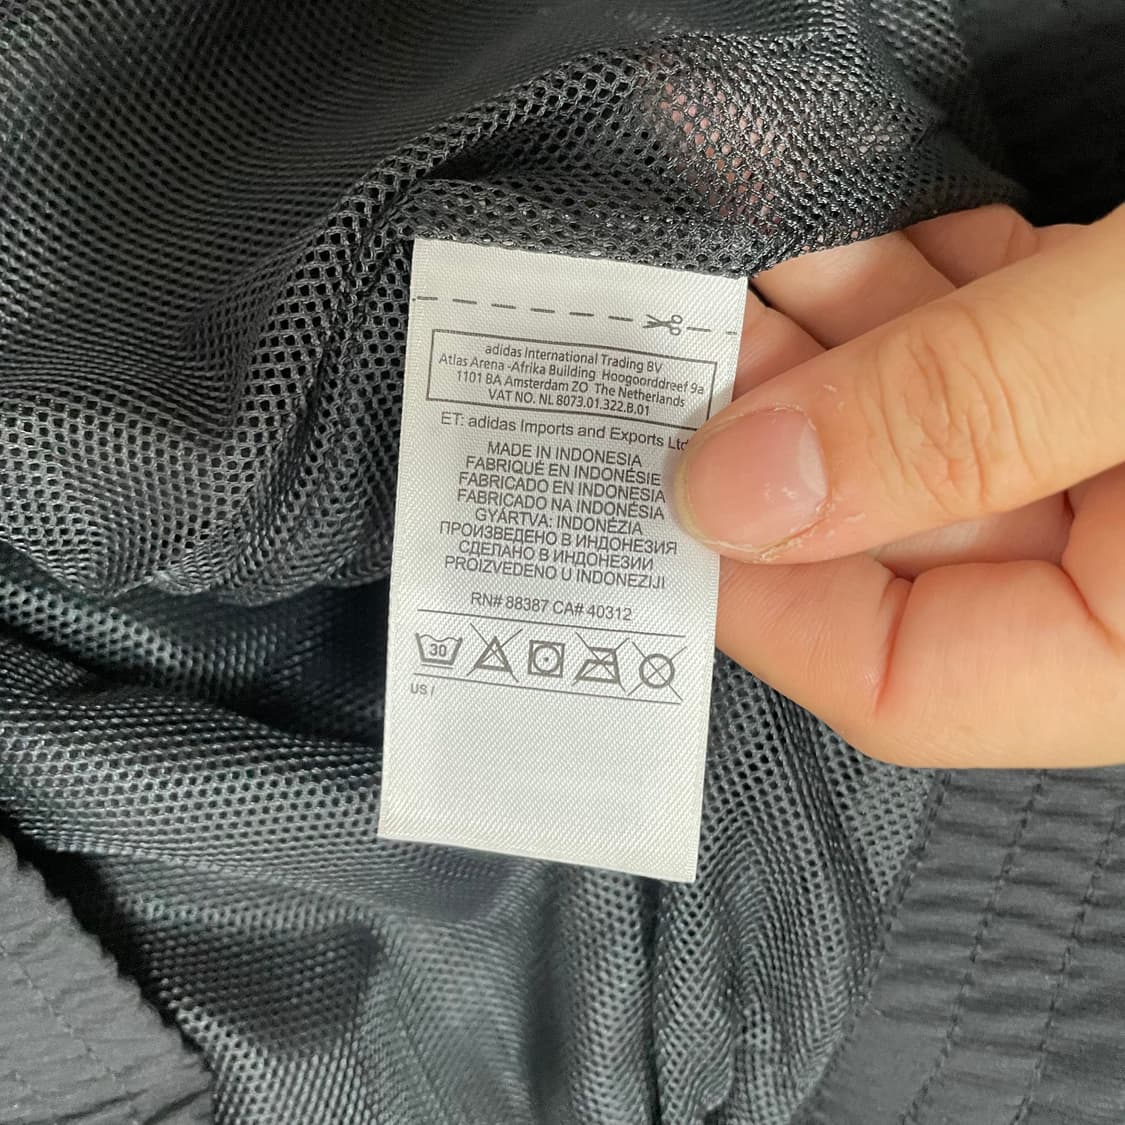 adidas International Trading BV
Atlas Arena -Afrika Building Hoogoorddreef 9a
1101 BA Amsterdam ZO The Netherlands
VAT NO. NL 8073.01.322.B.01
ET: adidas Imports and Exports Ltd
MADE IN INDONESIA
FABRIQUÉ EN INDONÉSIE
FABRICADO EN INDONESIA
FABRICADO NA INDONÉSIA
GYÁRTVA: INDONÉZIA
ПРОИЗВЕДЕНО В ИНДОНЕЗИЯ
СДЕЛАНО В ИНДОНЕЗИИ
PROIZVEDENO U INDONEZIJI
RN# 88387 CA# 40312
30
US /